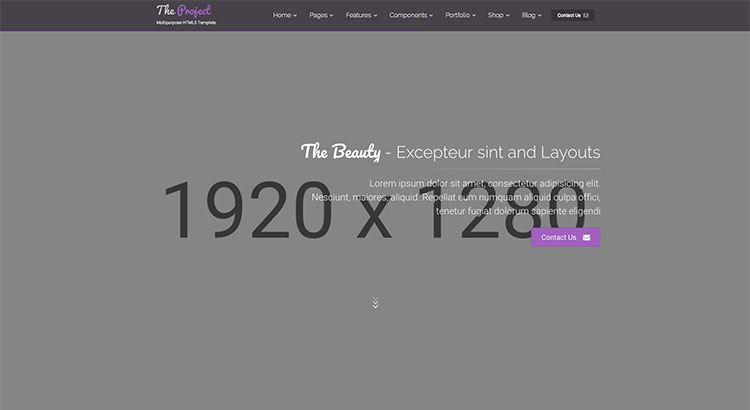 The Project
Multipurpose HTML5 Template
Home Pages Features Components Portfolio Shop Blog Contact Us
The Beauty - Excepteur sint and Layouts
Lorem ipsum dolor sit amet, consectetur adipisicing elit.
Nesciunt, maiores, aliquid. Repellat eum numquam aliquid culpa offici,
tenetur fugiat dolorum sapiente eligendi
1920 x 1280
Contact Us